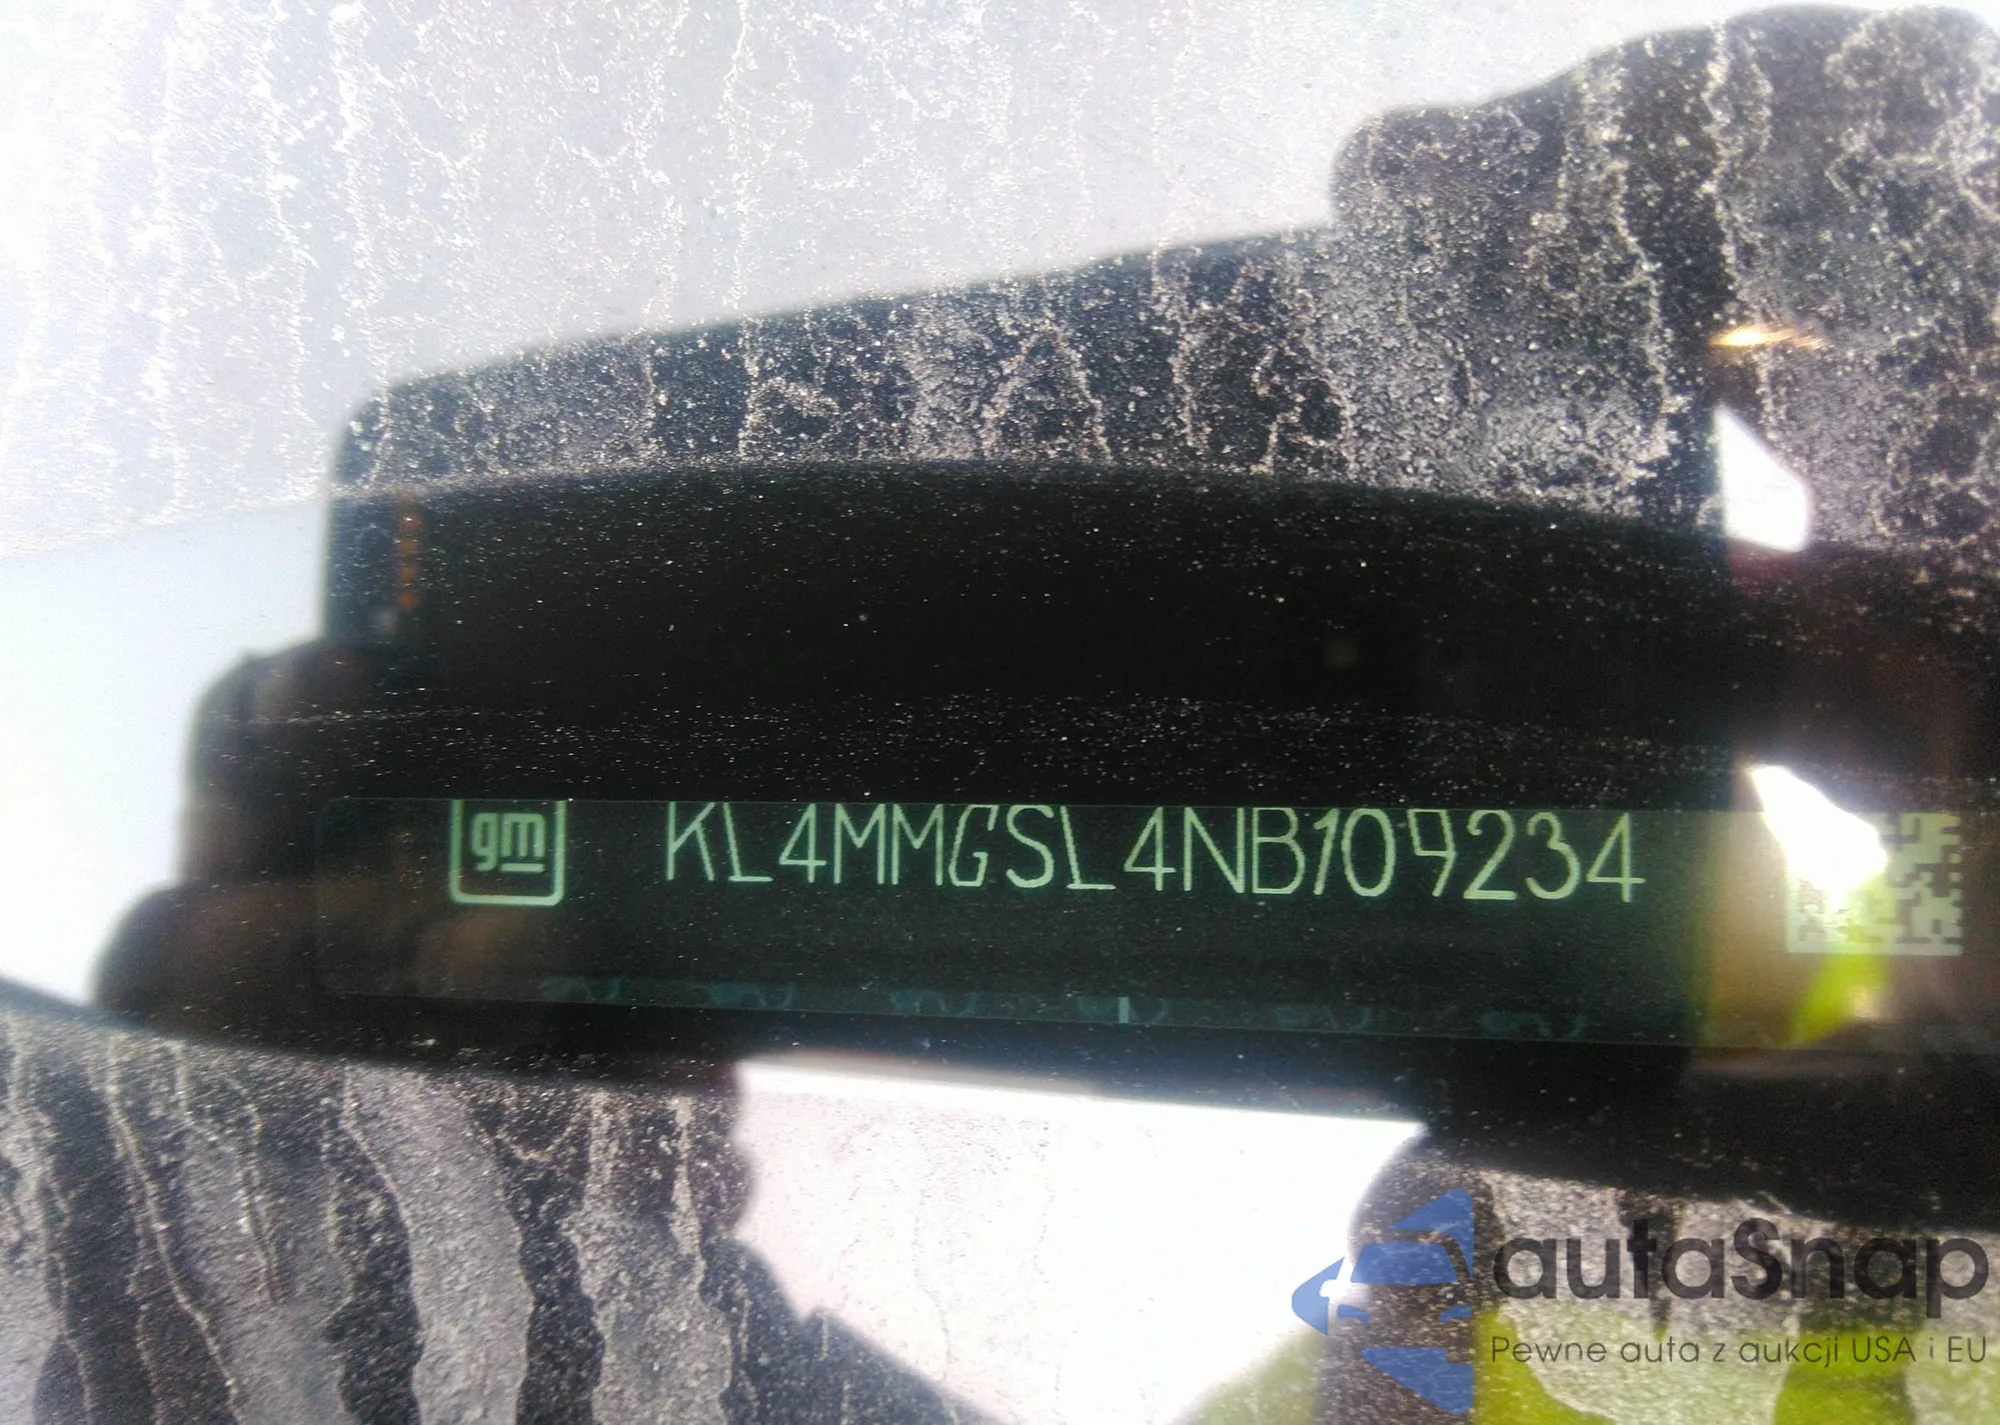 gm KL4MMGSL4NB109234
autaSnap
Pewne auta z aukcji USA i EU